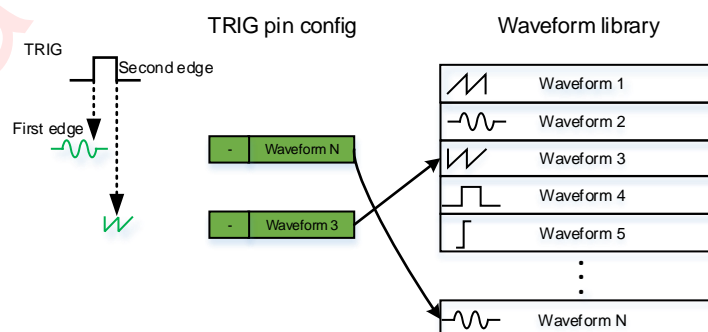 TRIG pin config
Waveform library
TRIG
Second edge
First edge
- Waveform N
- Waveform 3
Waveform 1
Waveform 2
Waveform 3
Waveform 4
Waveform 5
Waveform N